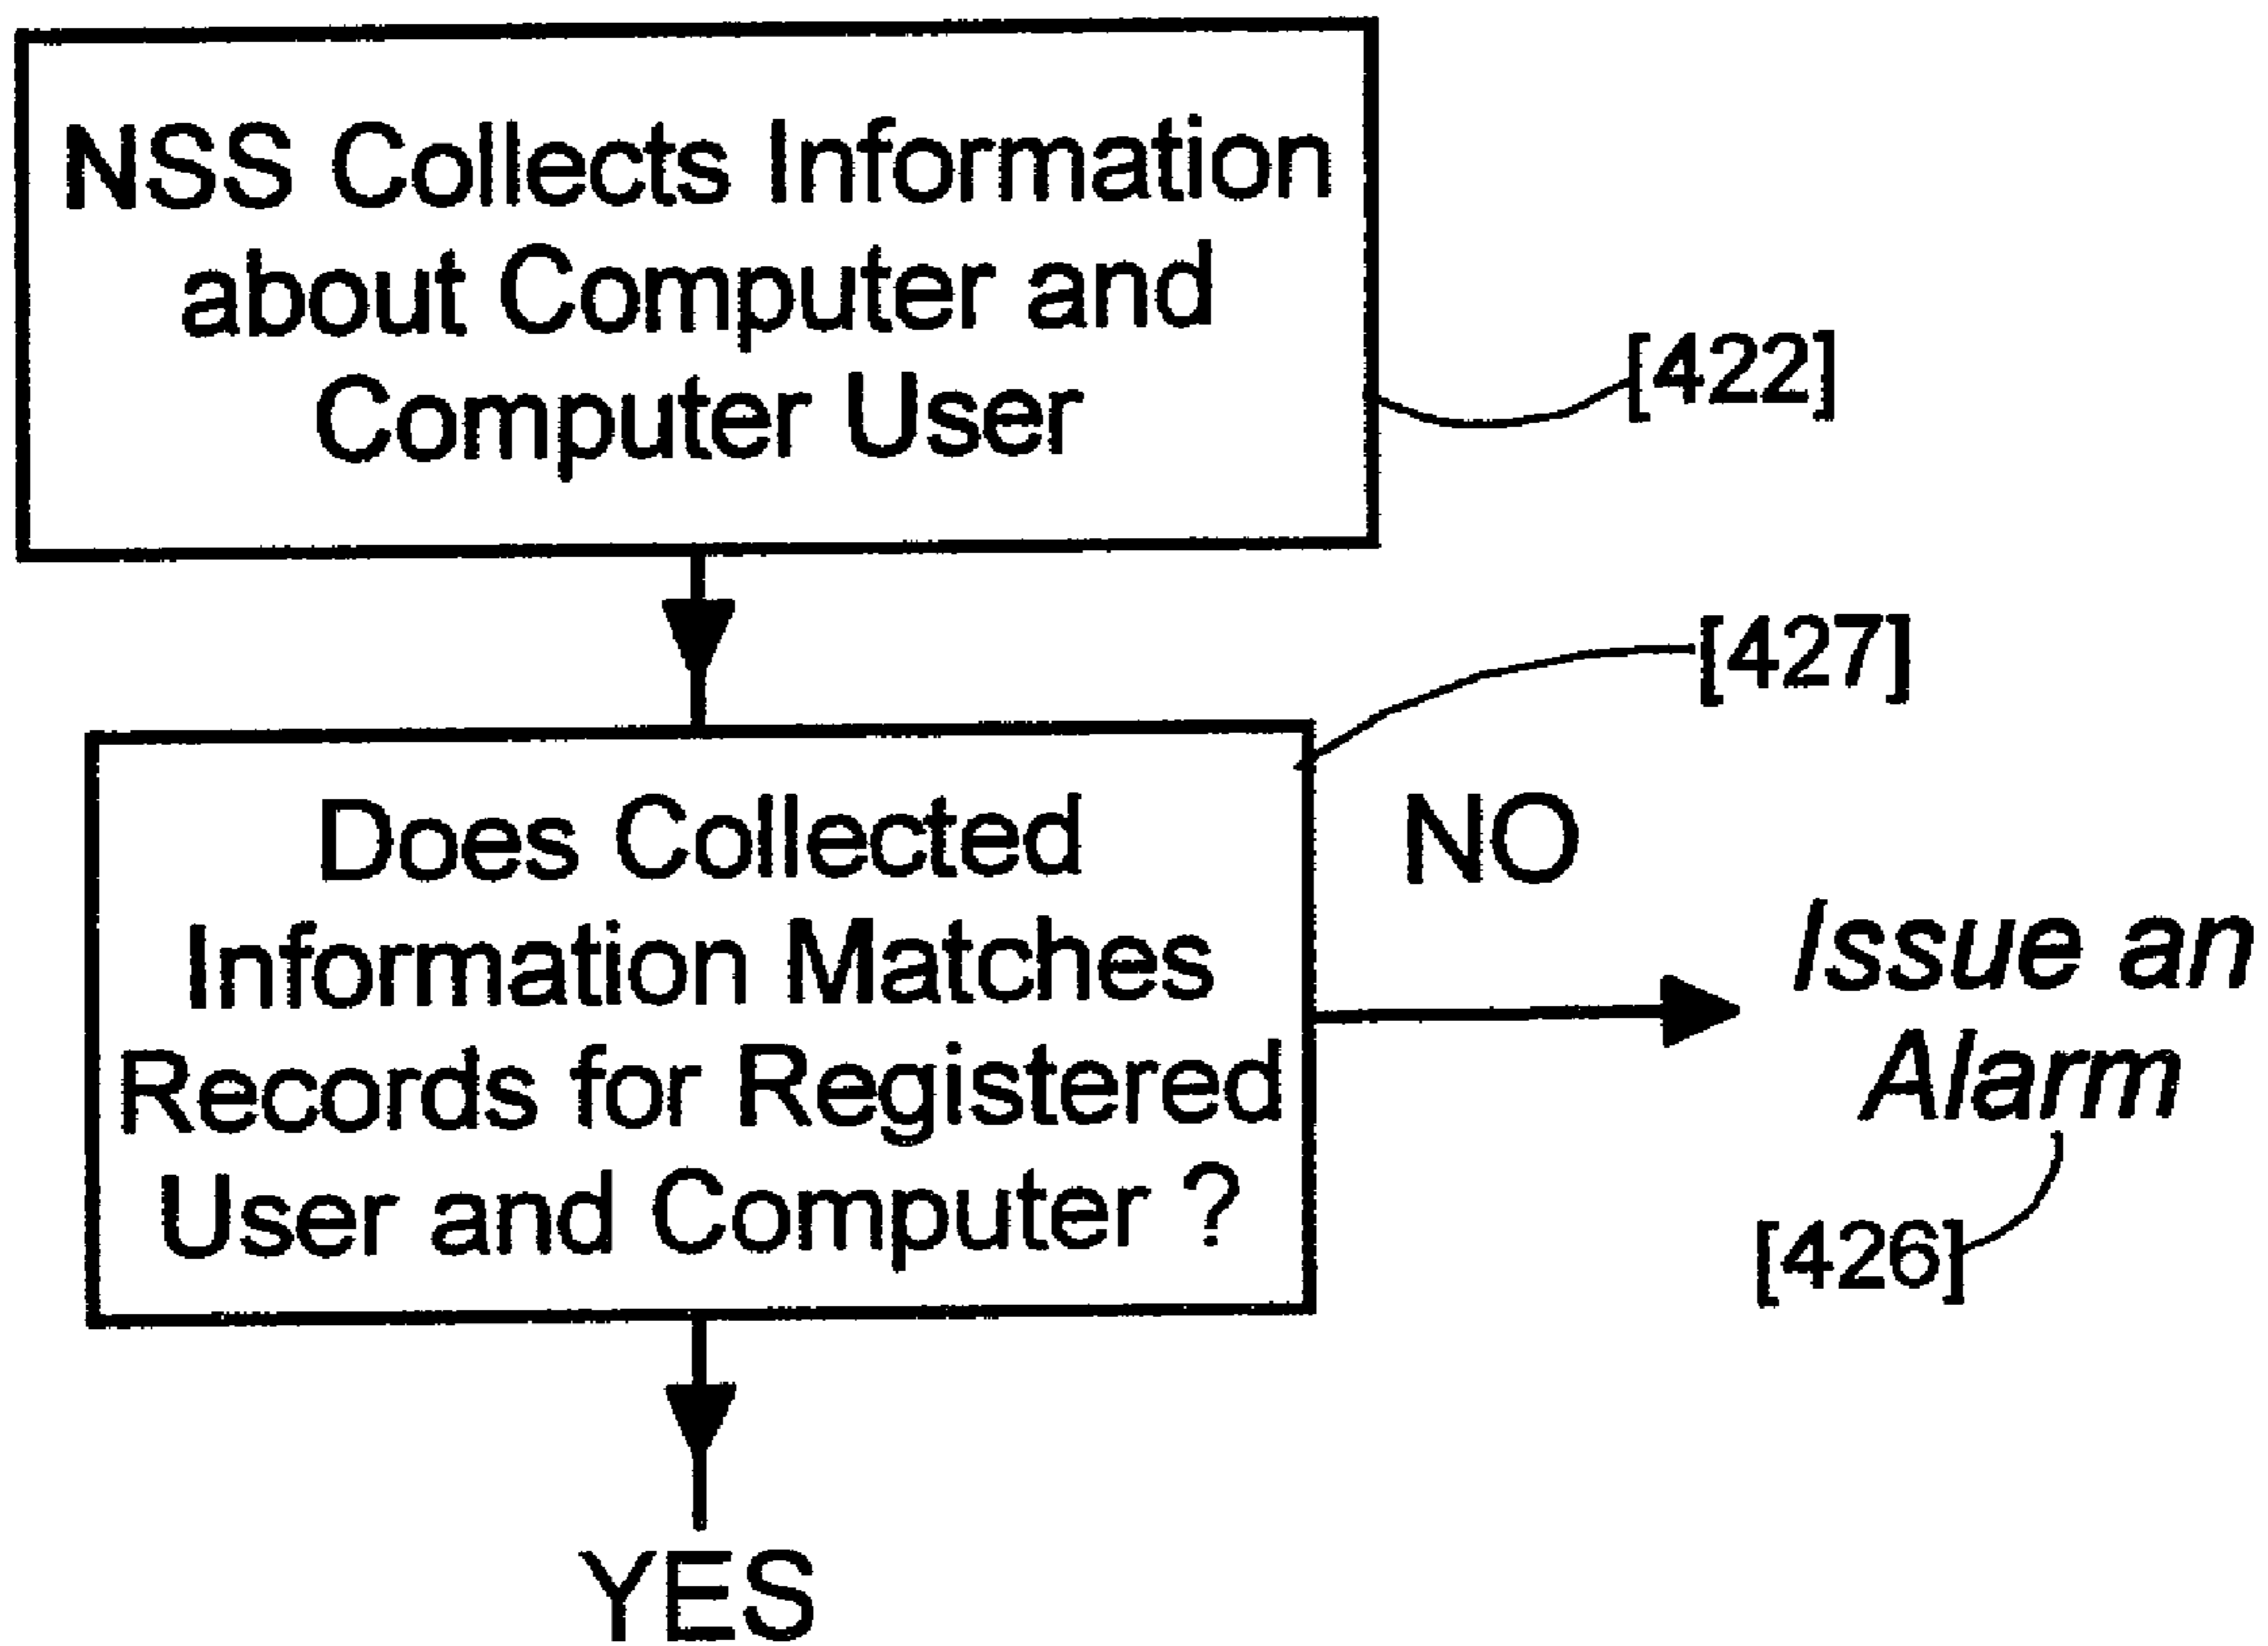 NSS Collects Information
about Computer and
Computer User
[422]
[427]
Does Collected
Information Matches
Records for Registered
User and Computer ?
NO
Issue an
Alarm
[426]
YES